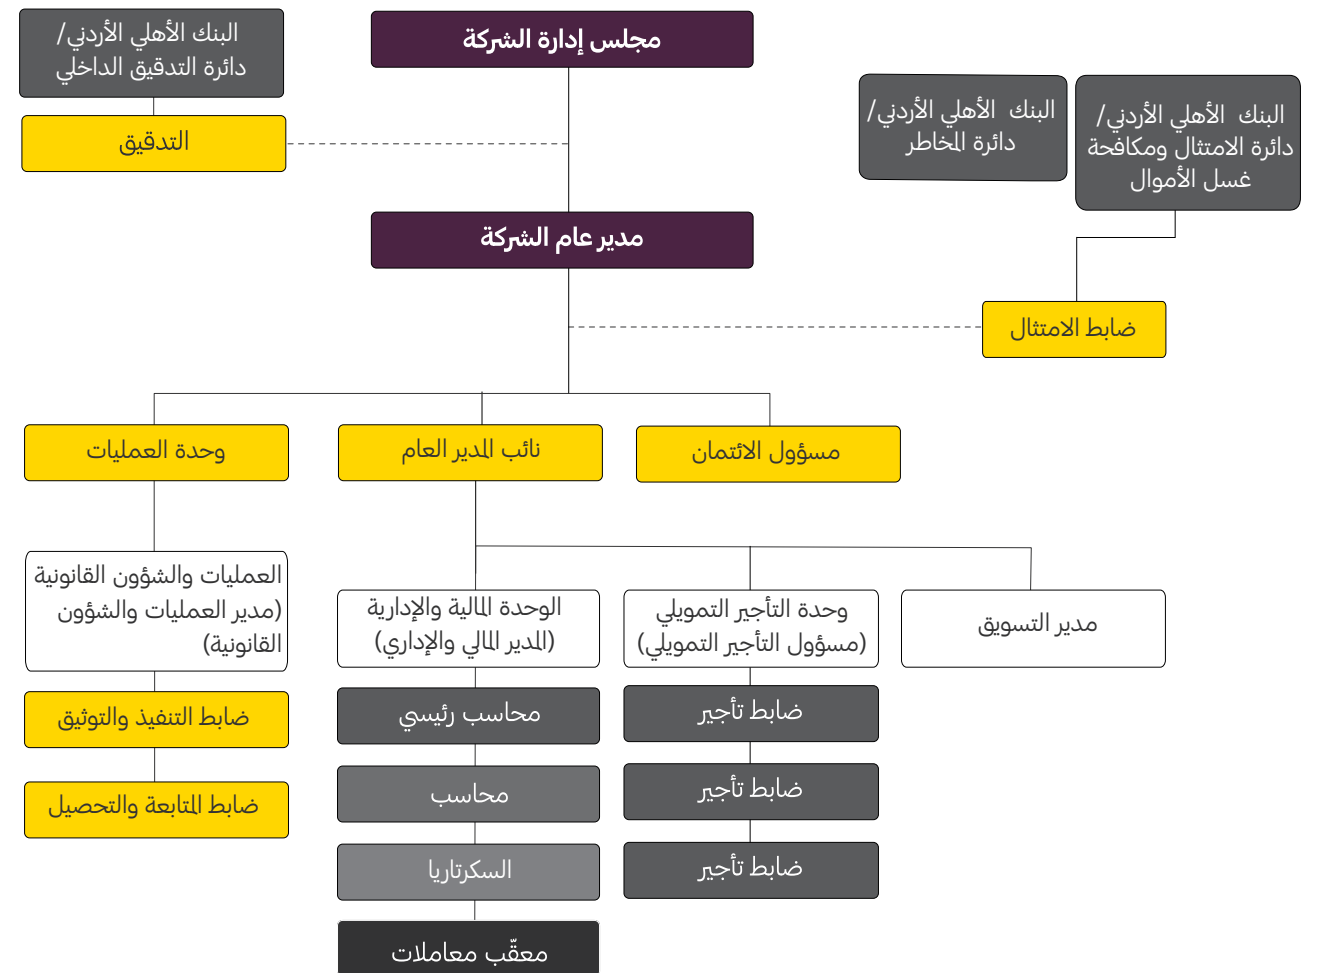 مجلس إدارة الشركة
البنك الأهلي الأردني/
دائرة التدقيق الداخلي
التدقيق
البنك الأهلي الأردني/
دائرة الامتثال ومكافحة
غسل الأموال
البنك الأهلي الأردني/
دائرة المخاطر
مدير عام الشركة
ضابط الامتثال
مسؤول الائتمان
نائب المدير العام
وحدة العمليات
مدير التسويق
وحدة التأجير التمويلي
(مسؤول التأجير التمويلي)
ضابط تأجير
ضابط تأجير
ضابط تأجير
الوحدة المالية والإدارية
(المدير المالي والإداري)
محاسب رئيسي
محاسب
السكرتاريا
معقّب معاملات
العمليات والشؤون القانونية
(مدير العمليات والشؤون
القانونية)
ضابط التنفيذ والتوثيق
ضابط المتابعة والتحصيل